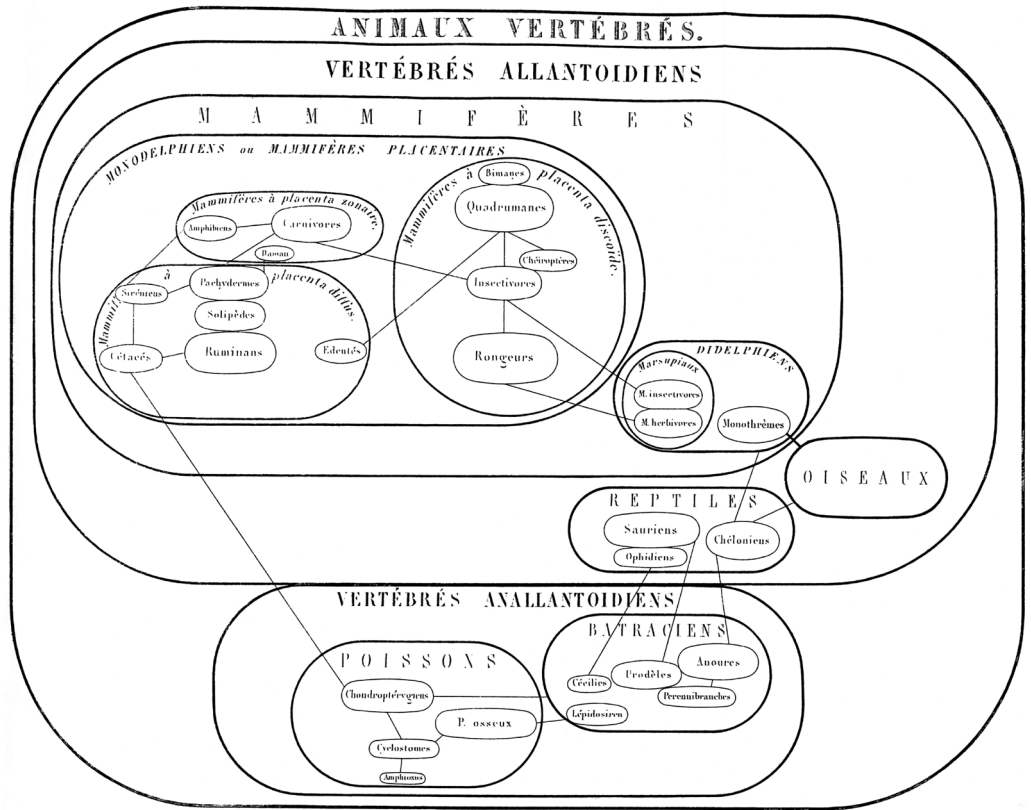 ANIMAUX VERTÉBRÉS.
VERTÉBRÉS ALLANTOIDIENS
MAMMIFÈRES
MONODELPHIENS ou MAMMIFÈRES PLACENTAIRES
Mammifères à placenta zonaire.
Amphibiens
Carnivores
Daman
Mammifères à placenta discoïde.
Bimanes
Quadrumanes
Chéiroptères
Insectivores
Rongeurs
à placenta diffus.
Siréniens
Pachydermes
Solipèdes
Cétacés
Ruminans
Edentés
DIDELPHIENS
Marsupiaux
M. insectivores
M. herbivores
Monothrèmes
OISEAUX
REPTILES
Sauriens
Ophidiens
Chéloniens
VERTÉBRÉS ANALLANTOIDIENS
BATRACIENS
Anoures
Urodèles
Cécilies
Perennibranches
Lépidosiren
POISSONS
Chondroptérygiens
P. osseux
Cyclostomes
Amphioxus